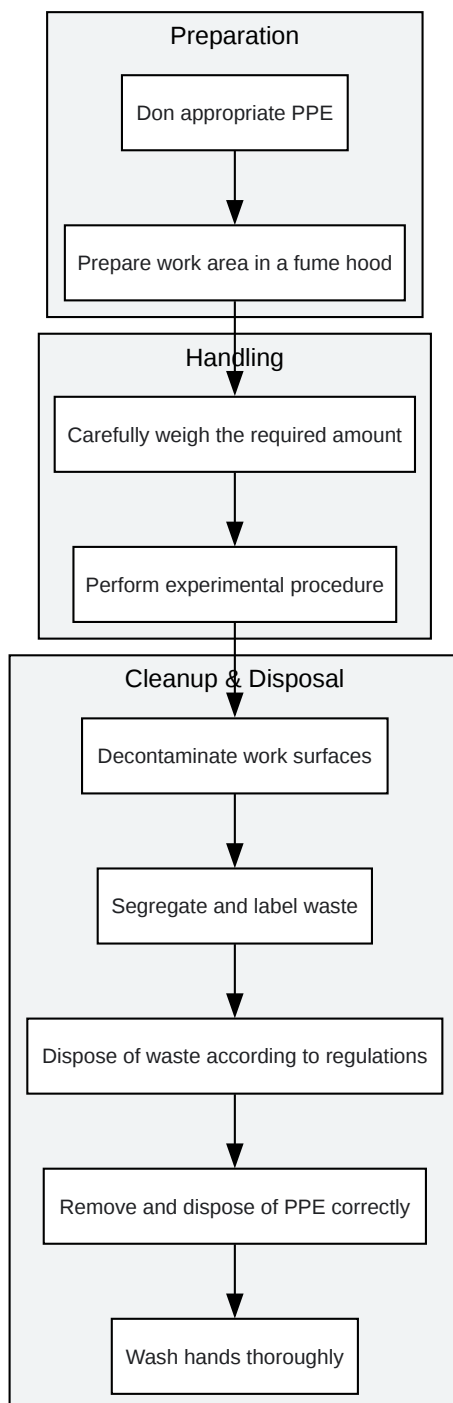 Preparation
Don appropriate PPE
Prepare work area in a fume hood
Handling
Carefully weigh the required amount
Perform experimental procedure
Cleanup & Disposal
Decontaminate work surfaces
Segregate and label waste
Dispose of waste according to regulations
Remove and dispose of PPE correctly
Wash hands thoroughly